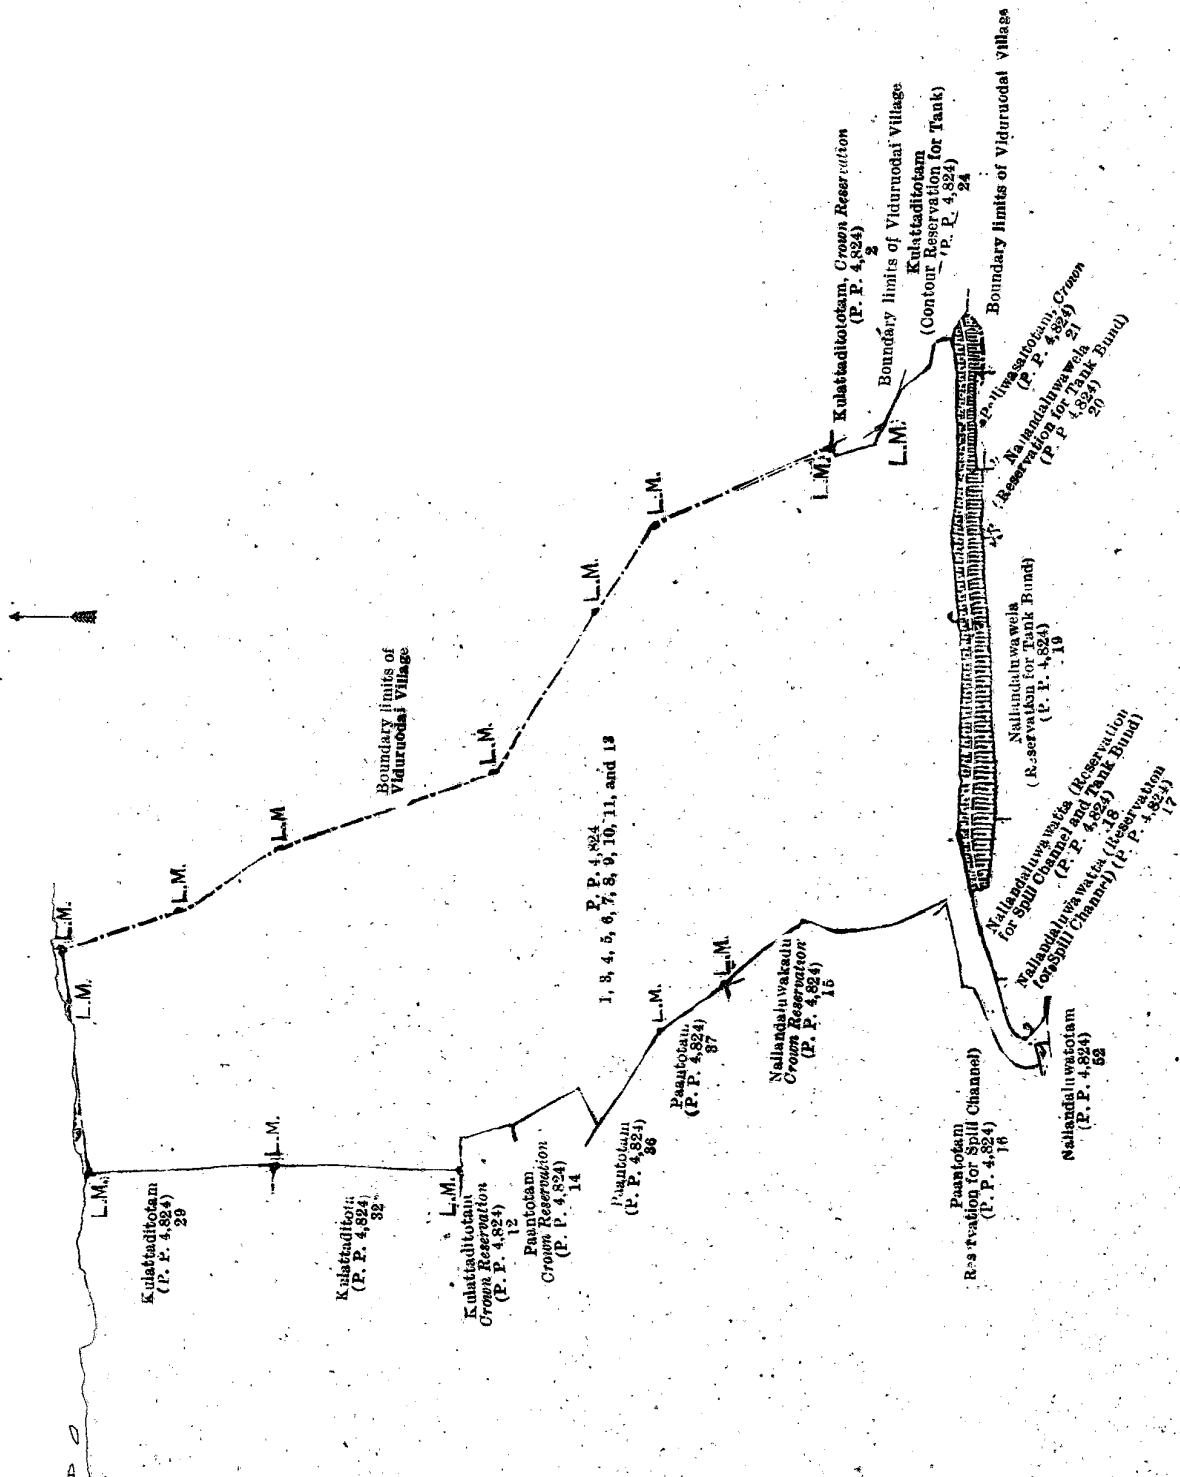 Kulattaditototam, Crown Reservation
(P. P. 4,824)
2
Boundary limits of Viduruodai Village
Kulattaditotam
(Contour Reservation for Tank)
(P. P. 4,824)
24
Boundary limits of Viduruodai Village
Crown
(P. P. 4,824)
21
Nallandaluwawela
(Reservation for Tank Bund)
(P. P. 4,824)
20
L.M.
L.M.
L.M.
L.M.
Boundary limits of
Viduruodai Village
L.M.
L.M.
L.M.
L.M.
L.M.
P. P. 4,824
1, 3, 4, 5, 6, 7, 8, 9, 10, 11, and 13
Nallandaluwawela
(Reservation for Tank Bund)
(P. P. 4,824)
19
Nallandaluwawatta (Reservation
for Spill Channel and Tank Bund)
(P. P. 4,824)
18
Nallandaluwawatta (Reservation
for Spill Channel) (P. P. 4,824)
17
L.M.
L.M.
L.M.
L.M.
L.M.
Kulattaditotam
(P. P. 4,824)
29
Kulattaditotam
(P. P. 4,824)
32
Kulattaditotam
Crown Reservation
(P. P. 4,824)
12
Paantotam
Crown Reservation
(P. P. 4,824)
14
Paantotam
(P. P. 4,824)
36
Paantotam
(P. P. 4,824)
37
Nallandaluwakadu
Crown Reservation
(P. P. 4,824)
15
Paantotam
Reservation for Spill Channel)
(P. P. 4,824)
16
Nallandaluwatotam
(P. P. 4,824)
52